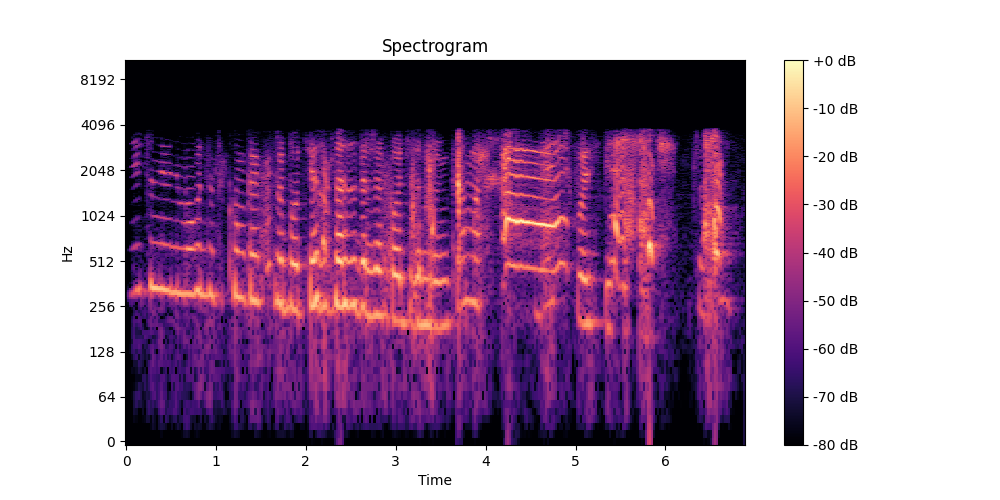 Spectrogram
Hz
8192
4096
2048
1024
512
256
128
64
0
0 1 2 3 4 5 6
Time
+0 dB
-10 dB
-20 dB
-30 dB
-40 dB
-50 dB
-60 dB
-70 dB
-80 dB